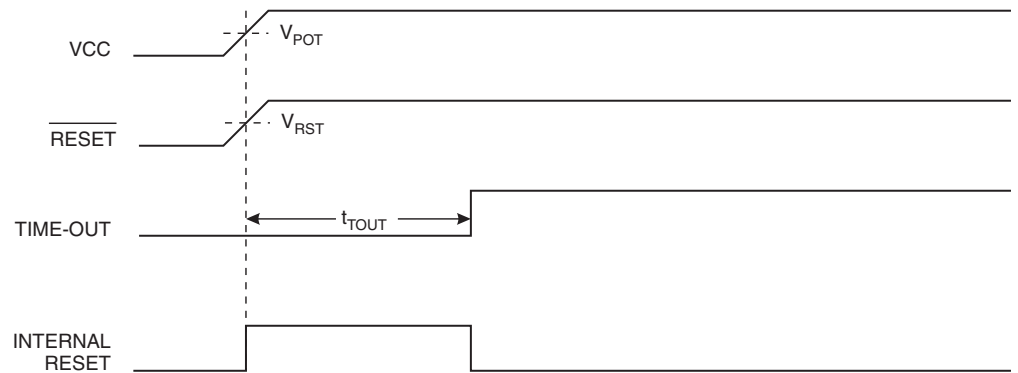 VCC
VPOT
RESET
VRST
TIME-OUT
tTOUT
INTERNAL
RESET